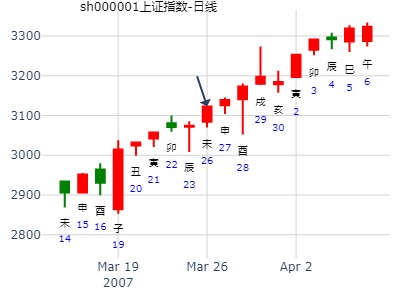 sh000001上证指数-日线
3300
3200
3100
3000
2900
2800
未
14
申
15
酉
16
子
19
丑
20
寅
21
卯
22
辰
23
未
26
申
27
酉
28
戌
29
亥
30
寅
2
卯
3
辰
4
巳
5
午
6
Mar 19
2007
Mar 26
Apr 2